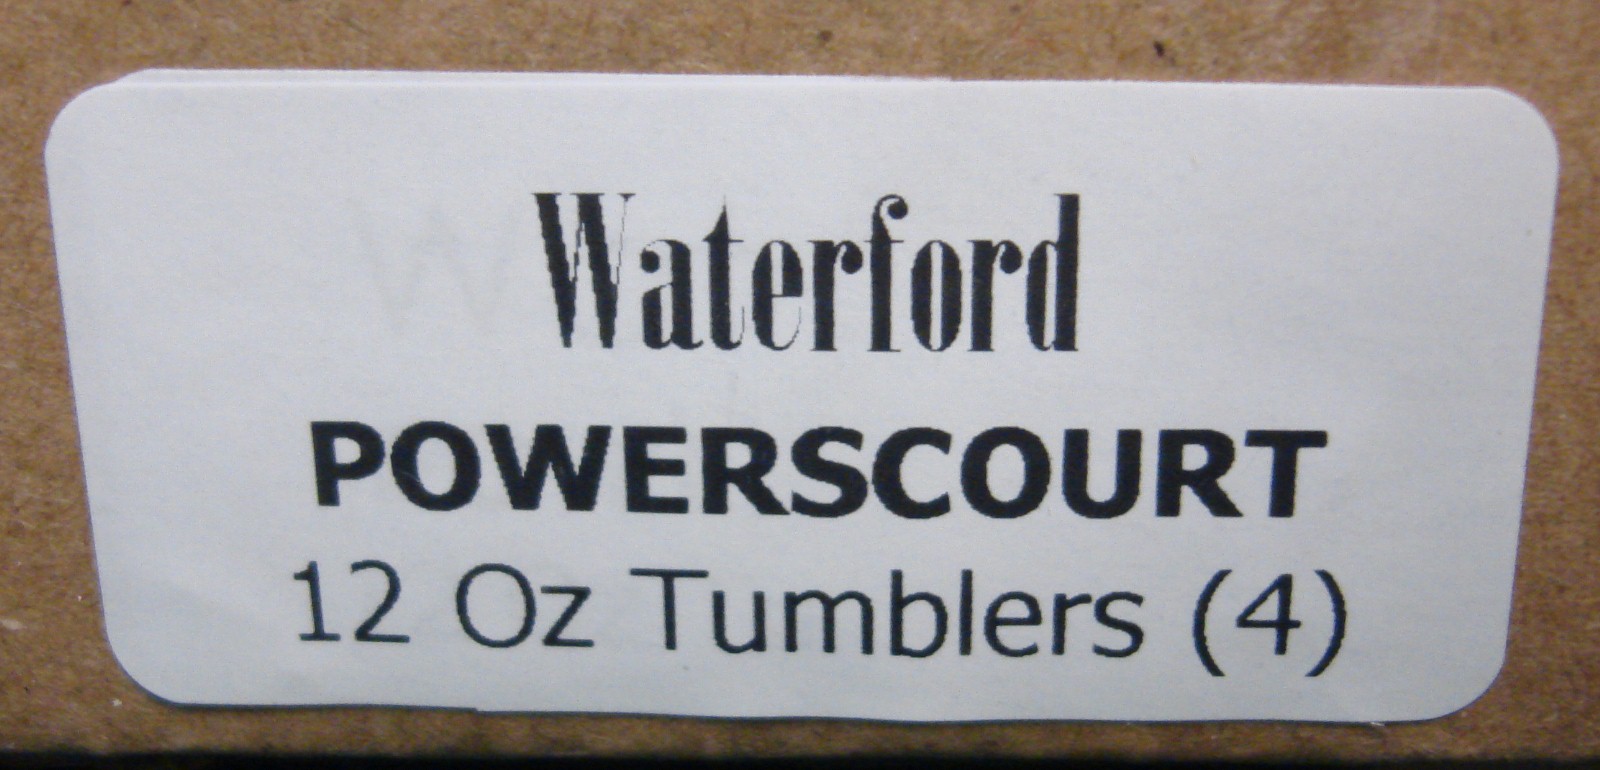 Waterford
POWERSCOURT
12 Oz Tumblers (4)